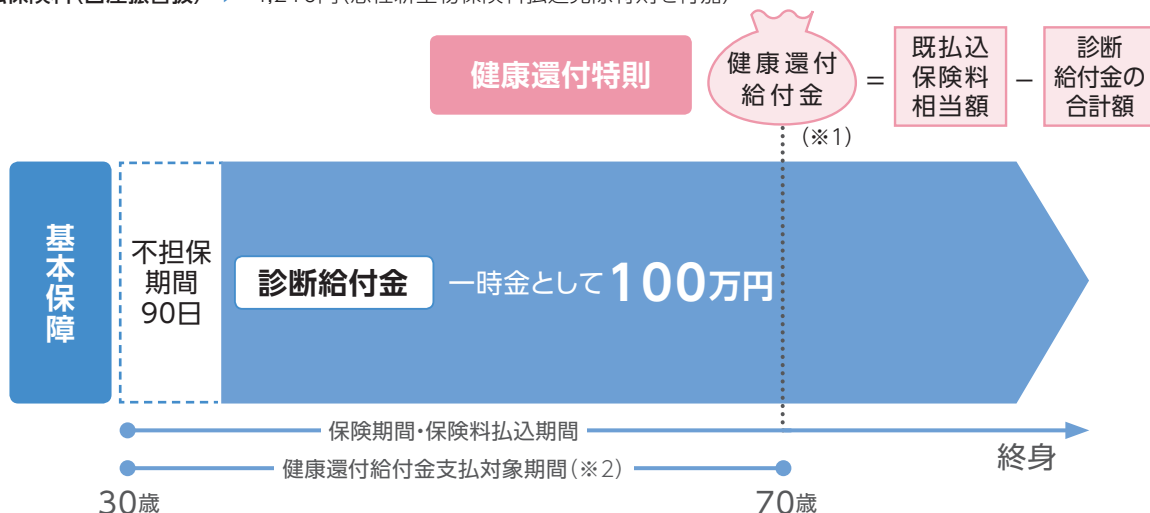 健康還付特則
健康還付
給付金
(※1)
=
既払込
保険料
相当額
−
診断
給付金の
合計額
基本保障
不担保
期間
90日
診断給付金
一時金として100万円
保険期間・保険料払込期間
終身
健康還付給付金支払対象期間(※2)
30歳
70歳